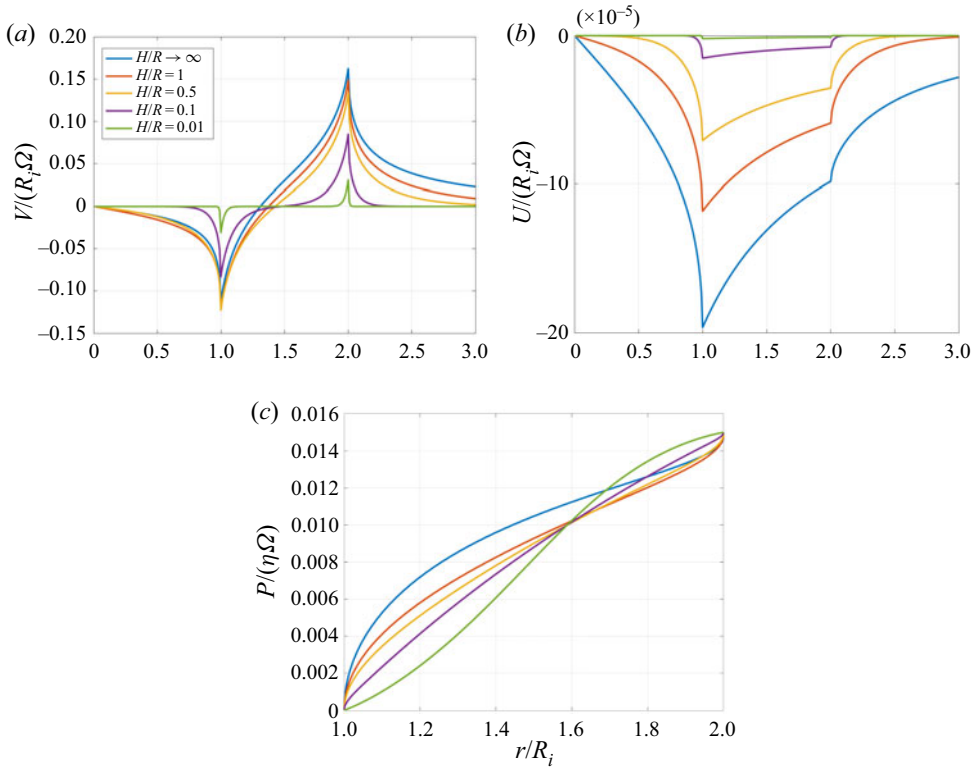 (a)
0.20
0.15
0.10
0.05
0
−0.05
−0.10
−0.15
V/(R_iΩ)
H/R → ∞
H/R = 1
H/R = 0.5
H/R = 0.1
H/R = 0.01
0 0.5 1.0 1.5 2.0 2.5 3.0
(b)
(×10⁻⁵)
0
−10
−20
U/(R_iΩ)
0 0.5 1.0 1.5 2.0 2.5 3.0
(c)
0.016
0.014
0.012
0.010
0.008
0.006
0.004
0.002
0
P/(ηΩ)
1.0 1.2 1.4 1.6 1.8 2.0
r/R_i